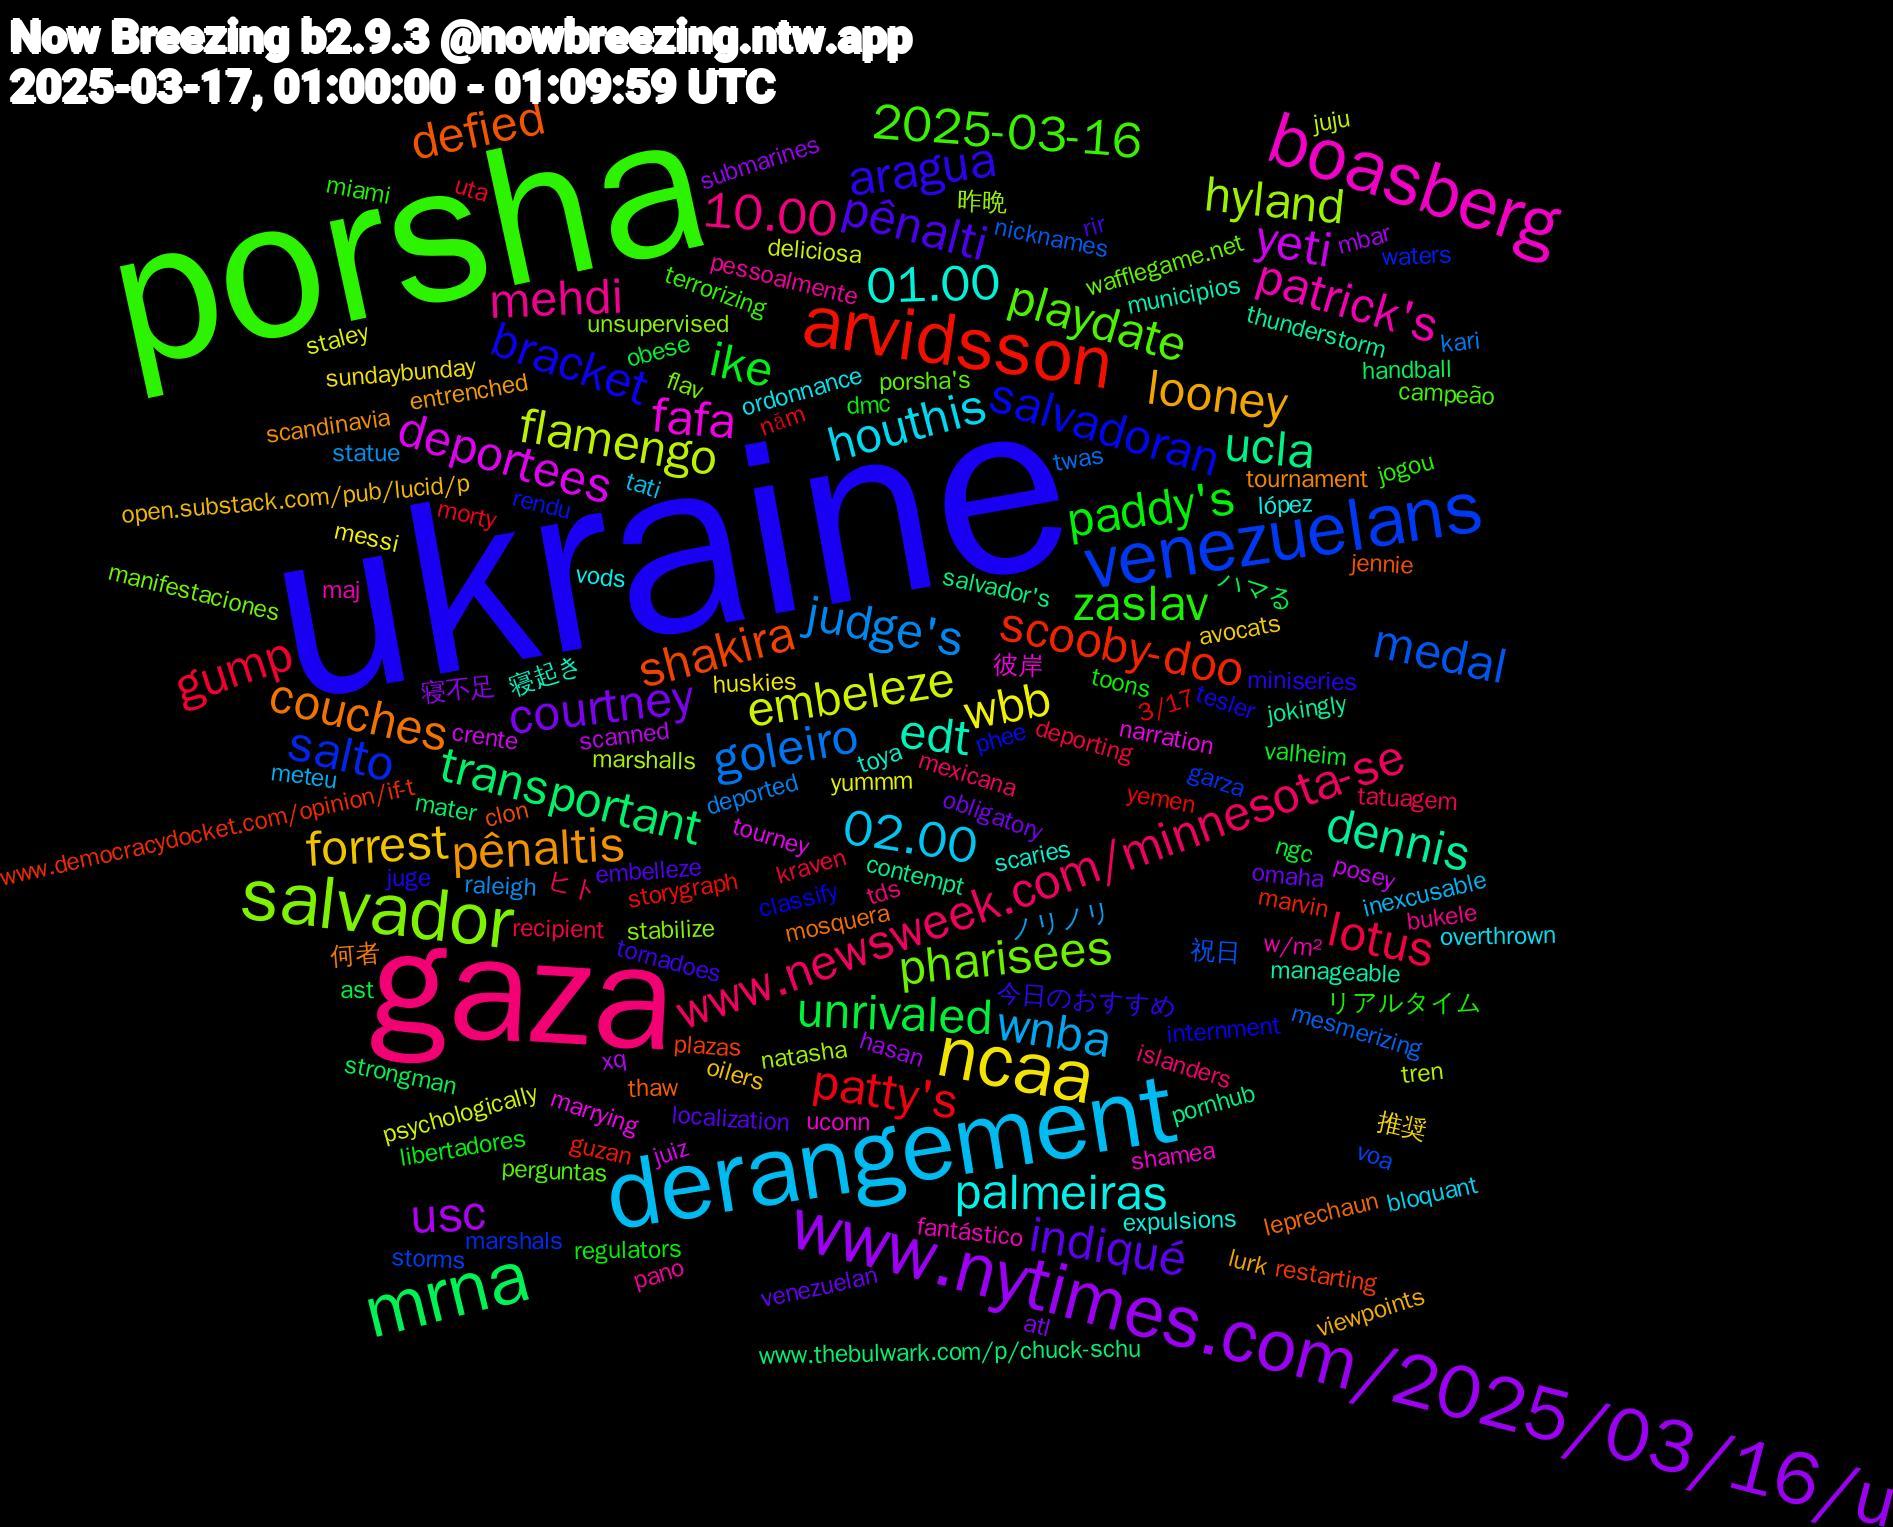 Now Breezing b2.9.3 @nowbreezing.ntw.app
2025-03-17, 01:00:00 - 01:09:59 UTC
porsha
ukraine
gaza
derangement
boasberg
arvidsson
salvador
ncaa
www.nytimes.com/2025/03/16/u
www.newsweek.com/minnesota-se
venezuelans
mrna
defied
2025-03-16
juju
submarines
miami
uta
aragua
10.00
hyland
昨晩
pênalti
rir
mbar
yeti
nicknames
waters
01.00
deliciosa
pessoalmente
mehdi
patrick's
wafflegame.net
municipios
terrorizing
playdate
unsupervised
staley
bracket
thunderstorm
kari
ike
obese
sundaybunday
looney
handball
entrenched
ordonnance
flav
porsha's
campeão
salvadoran
dmc
fafa
houthis
scandinavia
năm
flamengo
deportees
statue
ucla
twas
jogou
tournament
open.substack.com/pub/lucid/p
tati
paddy's
lópez
morty
rendu
messi
vods
jennie
manifestaciones
maj
salvador's
ハマる
zaslav
judge's
avocats
shakira
scooby-doo
medal
gump
寝不足
寝起き
彼岸
huskies
toons
miniseries
couches
courtney
embeleze
wbb
tesler
jokingly
3/17
crente
scanned
edt
narration
phee
salto
goleiro
toya
deporting
valheim
marshalls
meteu
garza
mexicana
transportant
yummm
deported
mater
www.democracydocket.com/opinion/if-t
clon
tatuagem
yemen
obligatory
forrest
pênaltis
tourney
02.00
dennis
ngc
scaries
kraven
contempt
omaha
posey
embelleze
juge
ヒト
tds
raleigh
storygraph
classify
inexcusable
marvin
lotus
recipient
bukele
mosquera
ノリノリ
overthrown
stabilize
pharisees
w/m²
祝日
何者
tornadoes
manageable
ast
今日のおすすめ
リアルタイム
unrivaled
wnba
mesmerizing
internment
plazas
hasan
xq
strongman
natasha
islanders
oilers
tren
thaw
patty's
pornhub
psychologically
marrying
localization
uconn
推奨
libertadores
guzan
juiz
shamea
voa
perguntas
palmeiras
bloquant
usc
expulsions
leprechaun
fantástico
indiqué
marshals
storms
regulators
pano
lurk
restarting
venezuelan
viewpoints
atl
www.thebulwark.com/p/chuck-schu